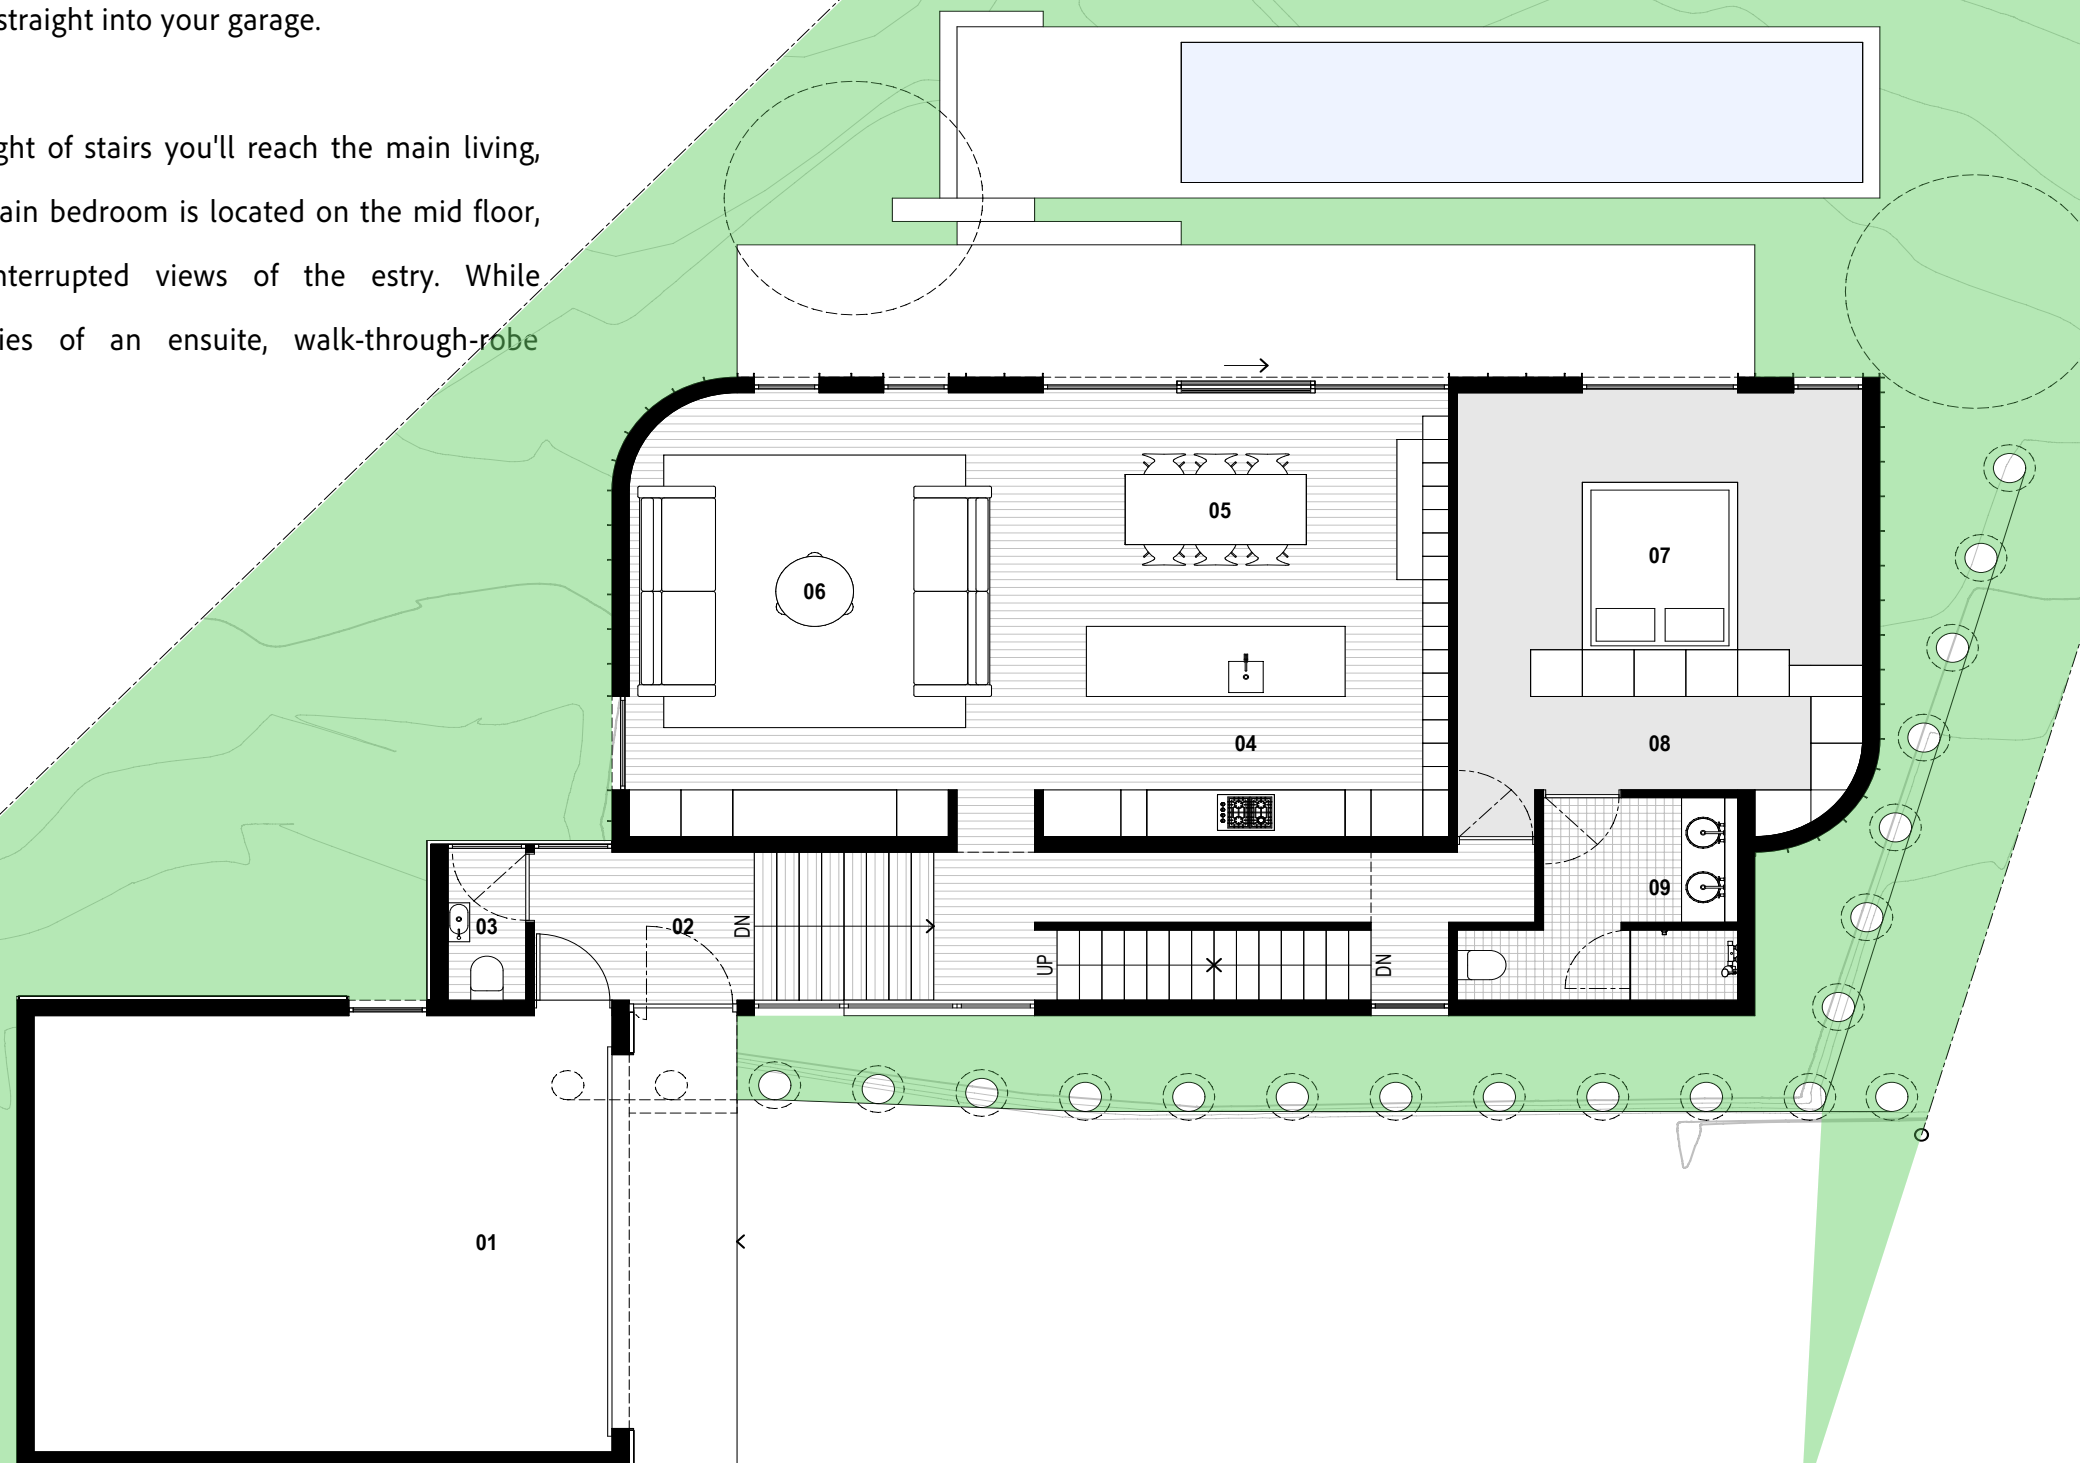 straight into your garage.
ght of stairs you'll reach the main living,
ain bedroom is located on the mid floor,
nterrupted views of the estry. While
ies of an ensuite, walk-through-robe
05
07
06
04
08
09
03
02
DN
UP
DN
01